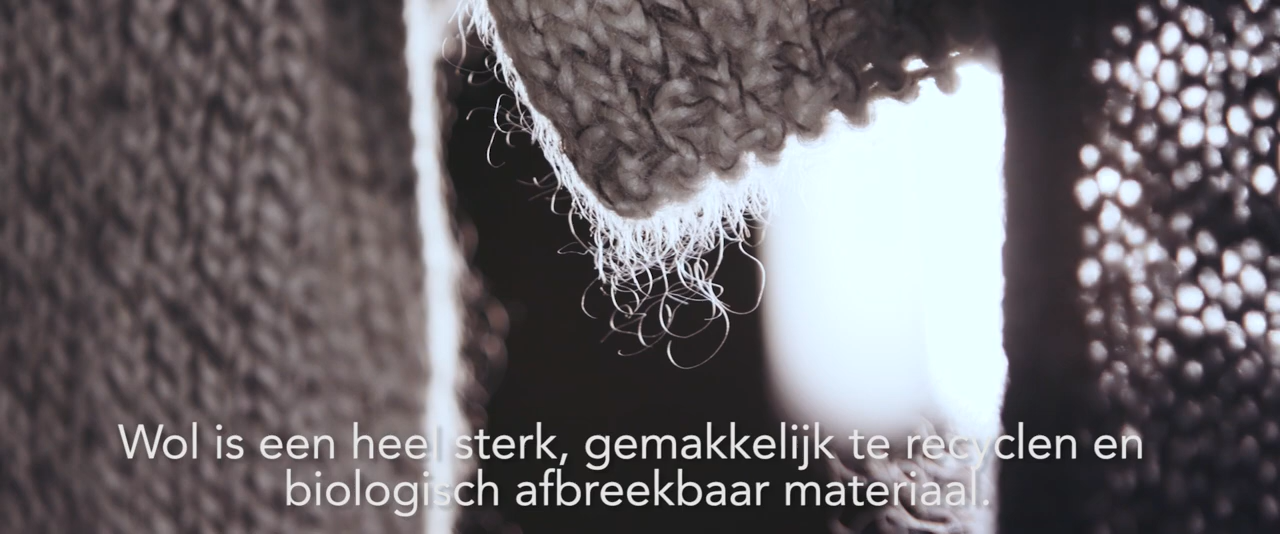 Wol is een heel sterk, gemakkelijk te recyclen en
biologisch afbreekbaar materiaal.